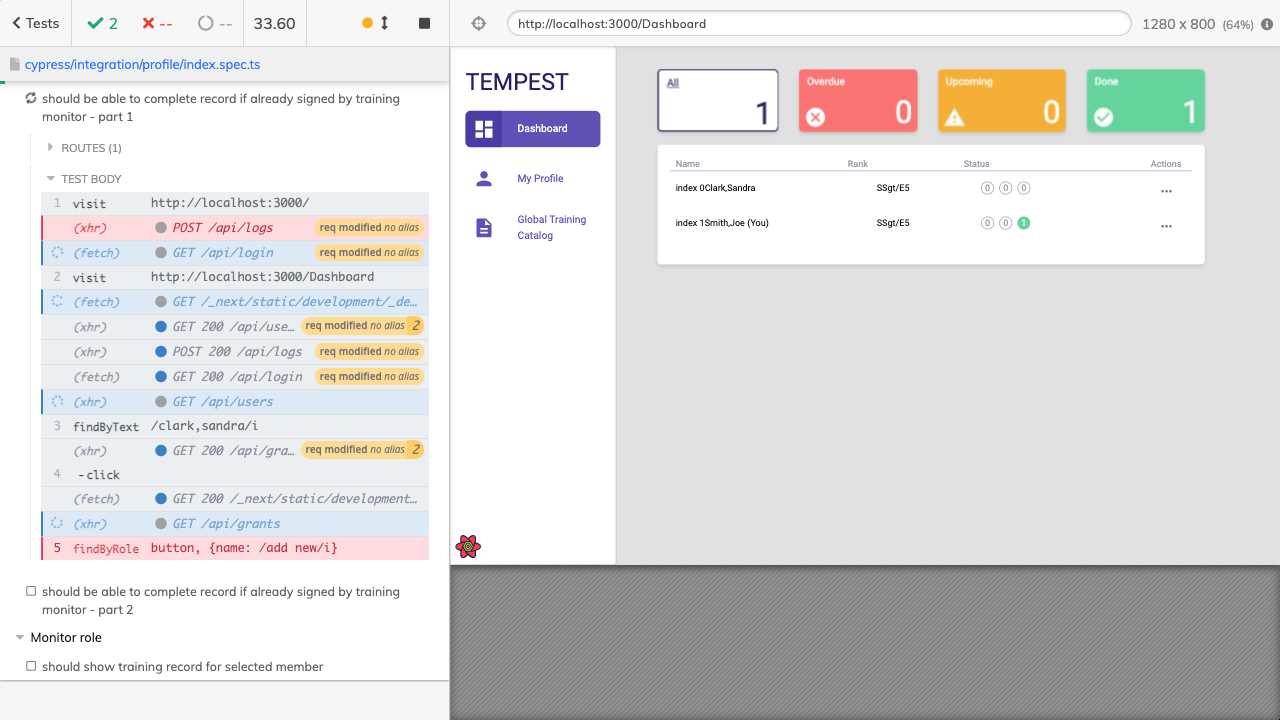 Tests
2
--
--
33.60
http://localhost:3000/Dashboard
1280 x 800 (64%)
cypress/integration/profile/index.spec.ts
should be able to complete record if already signed by training
monitor - part 1
ROUTES (1)
TEST BODY
1 visit http://localhost:3000/
(xhr) POST /api/logs req modified no alias
(fetch) GET /api/login req modified no alias
2 visit http://localhost:3000/Dashboard
(fetch) GET /_next/static/development/_de...
(xhr) GET 200 /api/use... req modified no alias 2
(xhr) POST 200 /api/logs req modified no alias
(fetch) GET 200 /api/login req modified no alias
(xhr) GET /api/users
3 findByText /clark,sandra/i
(xhr) GET 200 /api/gra... req modified no alias 2
4 -click
(fetch) GET 200 /_next/static/development...
(xhr) GET /api/grants
5 findByRole button, {name: /add new/i}
should be able to complete record if already signed by training
monitor - part 2
Monitor role
should show training record for selected member
TEMPEST
Dashboard
My Profile
Global Training
Catalog
All
1
Overdue
0
Upcoming
0
Done
1
Name Rank Status Actions
index 0Clark,Sandra SSgt/E5 0 0 0 ...
index 1Smith,Joe (You) SSgt/E5 0 0 1 ...